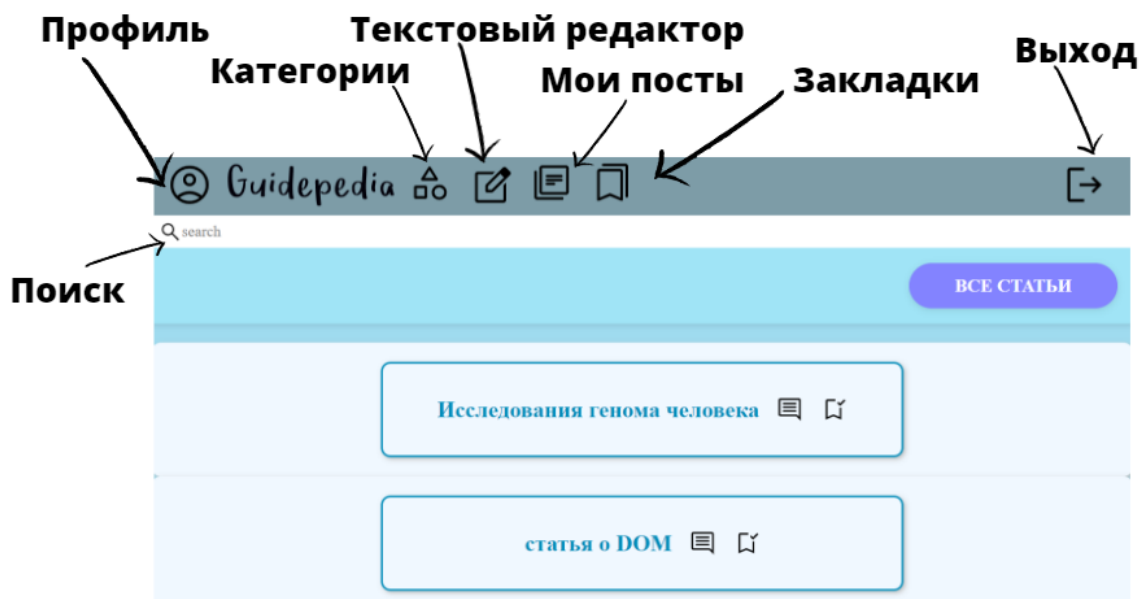 Профиль
Текстовый редактор
Выход
Категории
Мои посты
Закладки
Guidepedia
search
Поиск
ВСЕ СТАТЬИ
Исследования генома человека
статья о DOM